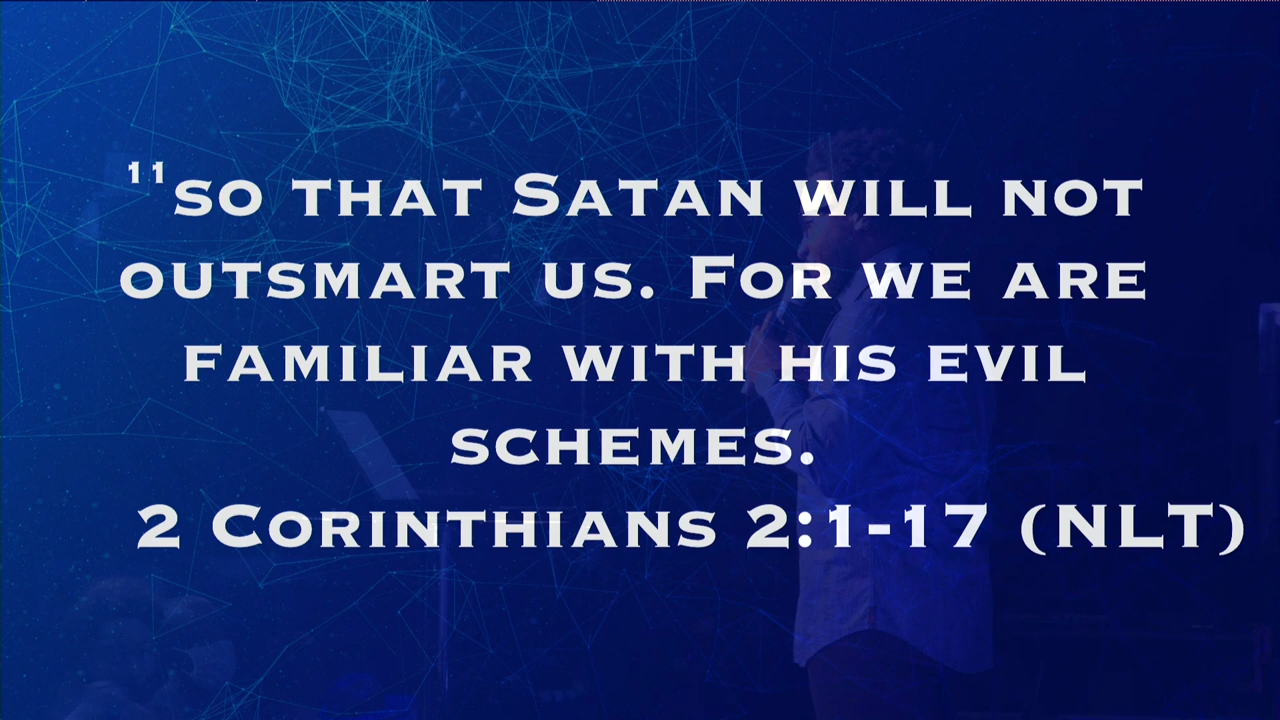 ¹¹so that Satan will not
outsmart us. For we are
familiar with his evil
schemes.
2 Corinthians 2:1-17 (NLT)